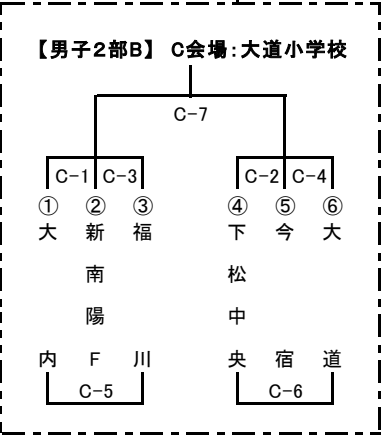 【男子２部B】 C会場：大道小学校
C-7
C-1 C-3 C-2 C-4
① ② ③ ④ ⑤ ⑥
大内
新南陽F
福川
下松中央
今宿
大道
C-5 C-6